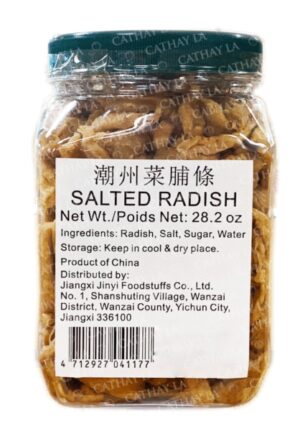 CATHAY LA
潮州菜脯條
SALTED RADISH
Net Wt./Poids Net: 28.2 oz
Ingredients: Radish, Salt, Sugar, Water
Storage: Keep in cool & dry place.
Product of China
Distributed by:
Jiangxi Jinyi Foodstuffs Co., Ltd.
No. 1, Shanshuting Village, Wanzai
District, Wanzai County, Yichun City,
Jiangxi 336100
4 712927 041177